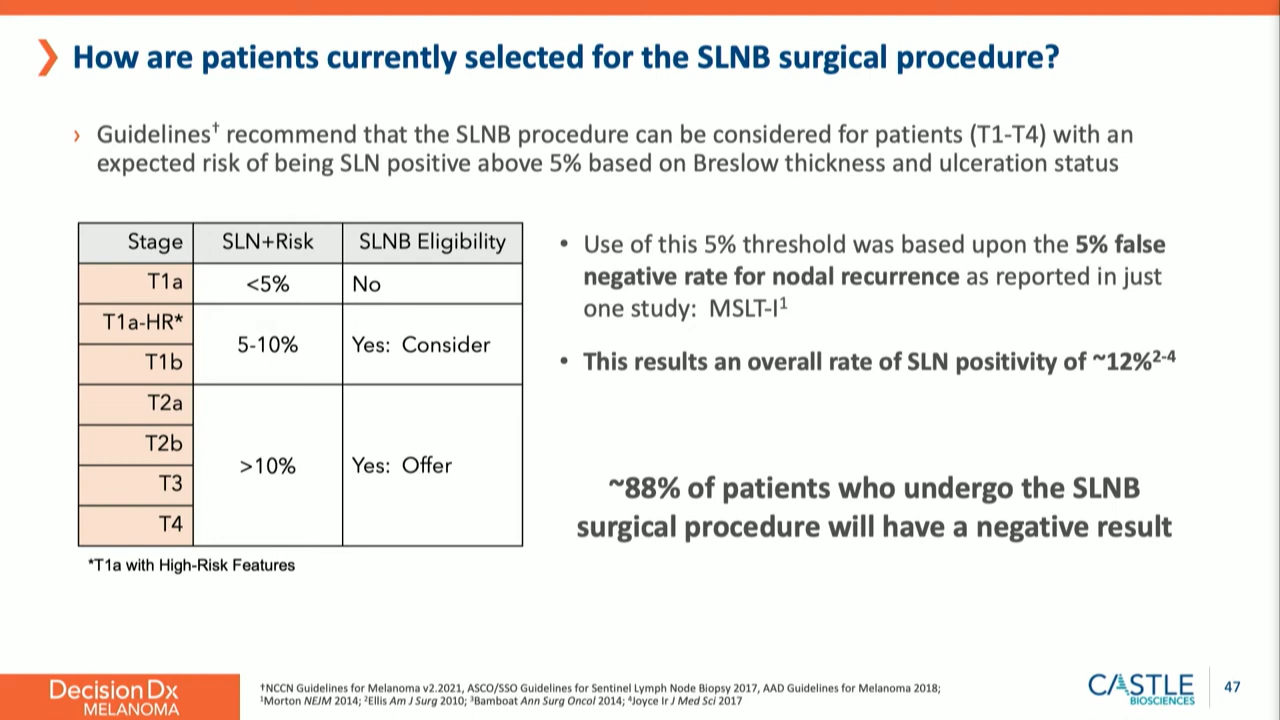 How are patients currently selected for the SLNB surgical procedure?
› Guidelines† recommend that the SLNB procedure can be considered for patients (T1-T4) with an
expected risk of being SLN positive above 5% based on Breslow thickness and ulceration status
Stage SLN+Risk SLNB Eligibility
T1a <5% No
T1a-HR*
5-10% Yes: Consider
T1b
T2a
T2b
>10% Yes: Offer
T3
T4
*T1a with High-Risk Features
• Use of this 5% threshold was based upon the 5% false
negative rate for nodal recurrence as reported in just
one study: MSLT-I¹
• This results an overall rate of SLN positivity of ~12%²⁻⁴
~88% of patients who undergo the SLNB
surgical procedure will have a negative result
DecisionDx
MELANOMA
†NCCN Guidelines for Melanoma v2.2021, ASCO/SSO Guidelines for Sentinel Lymph Node Biopsy 2017, AAD Guidelines for Melanoma 2018;
¹Morton NEJM 2014; ²Ellis Am J Surg 2010; ³Bamboat Ann Surg Oncol 2014; ⁴Joyce Ir J Med Sci 2017
CASTLE
BIOSCIENCES
47